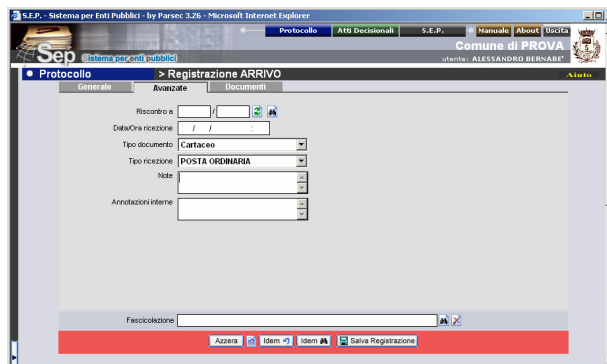 S.E.P. - Sistema per Enti Pubblici - by Parsec 3.26 - Microsoft Internet Explorer
Protocollo Atti Decisionali S.E.P. Manuale About Uscita
Comune di PROVA
Sep Sistema per enti pubblici utente: ALESSANDRO BERNABE'
Protocollo > Registrazione ARRIVO Aiuto
Generale Avanzate Documenti
Riscontro a /
Data/Ora ricezione / / :
Tipo documento Cartaceo
Tipo ricezione POSTA ORDINARIA
Note
Annotazioni interne
Fascicolazione
Azzera Idem Idem Salva Registrazione